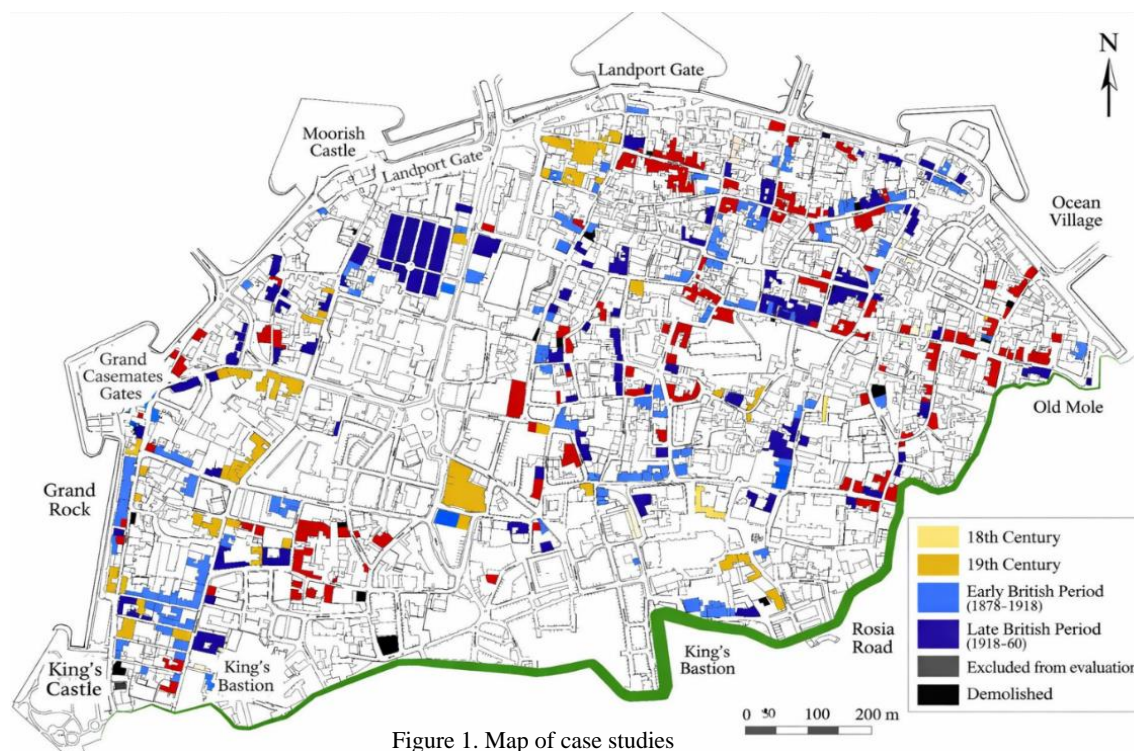 Landport Gate
N
Moorish
Castle
Landport Gate
Ocean
Village
Grand
Casemates
Gates
Old Mole
Grand
Rock
King's
Castle
King's
Bastion
King's
Bastion
Rosia
Road
18th Century
19th Century
Early British Period
(1878–1918)
Late British Period
(1918–60)
Excluded from evaluation
Demolished
0 50 100 200 m
Figure 1. Map of case studies